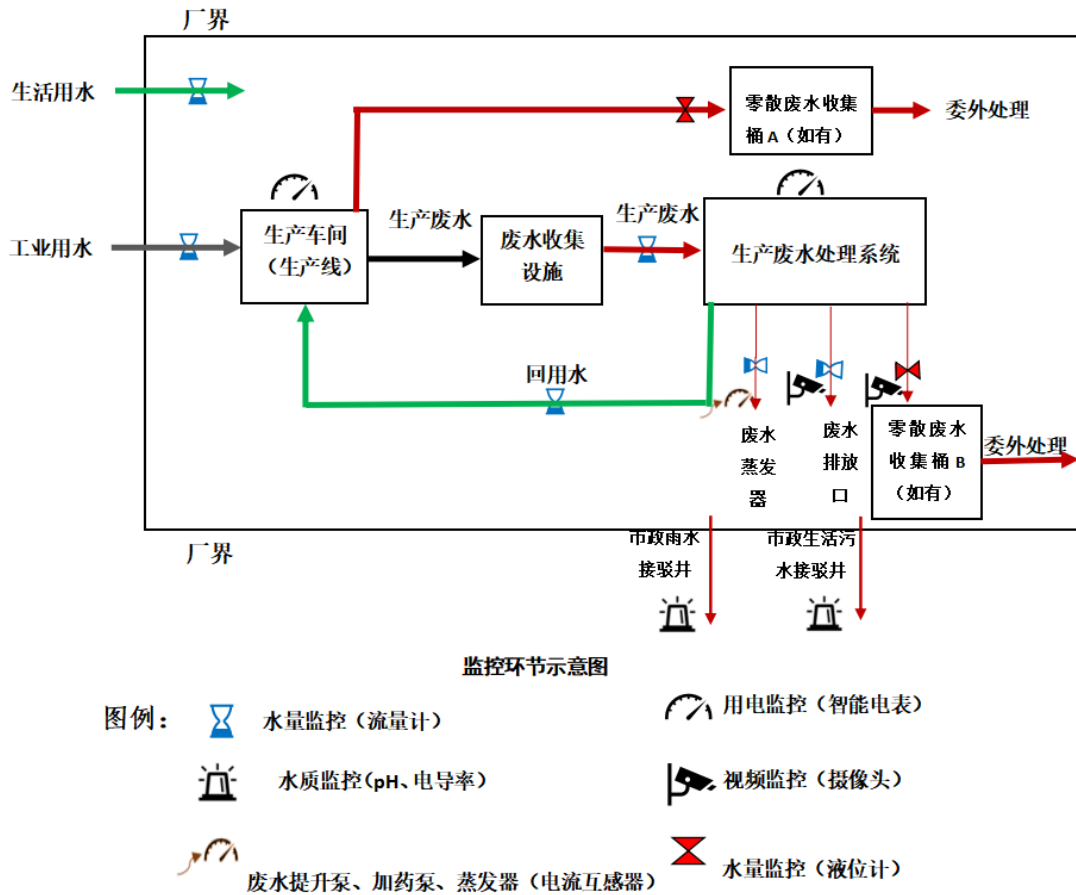 厂界
生活用水
零散废水收集
桶 A（如有）
委外处理
工业用水
生产车间
（生产线）
生产废水
废水收集
设施
生产废水
生产废水处理系统
回用水
废水
蒸发
器
废水
排放
口
零散废水
收集桶 B
（如有）
委外处理
厂界
市政雨水
接驳井
市政生活污
水接驳井
监控环节示意图
图例：
水量监控（流量计）
用电监控（智能电表）
水质监控（pH、电导率）
视频监控（摄像头）
废水提升泵、加药泵、蒸发器（电流互感器）
水量监控（液位计）